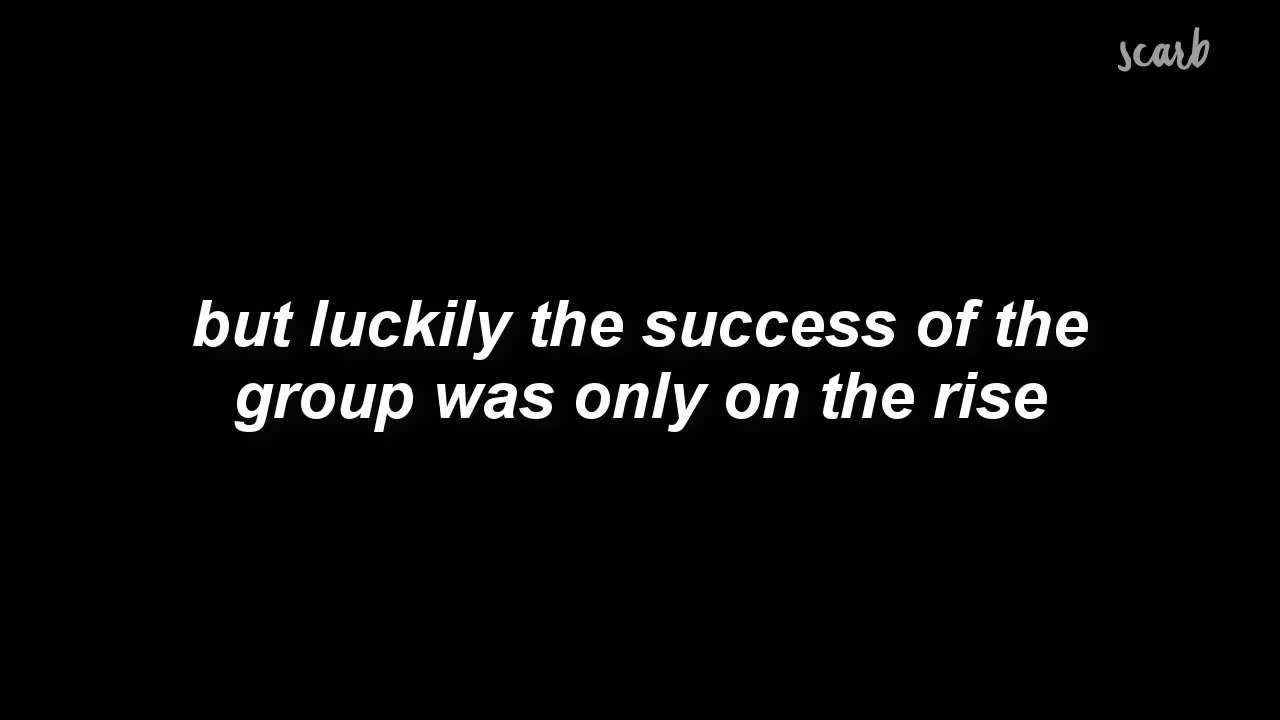 scarb
but luckily the success of the
group was only on the rise